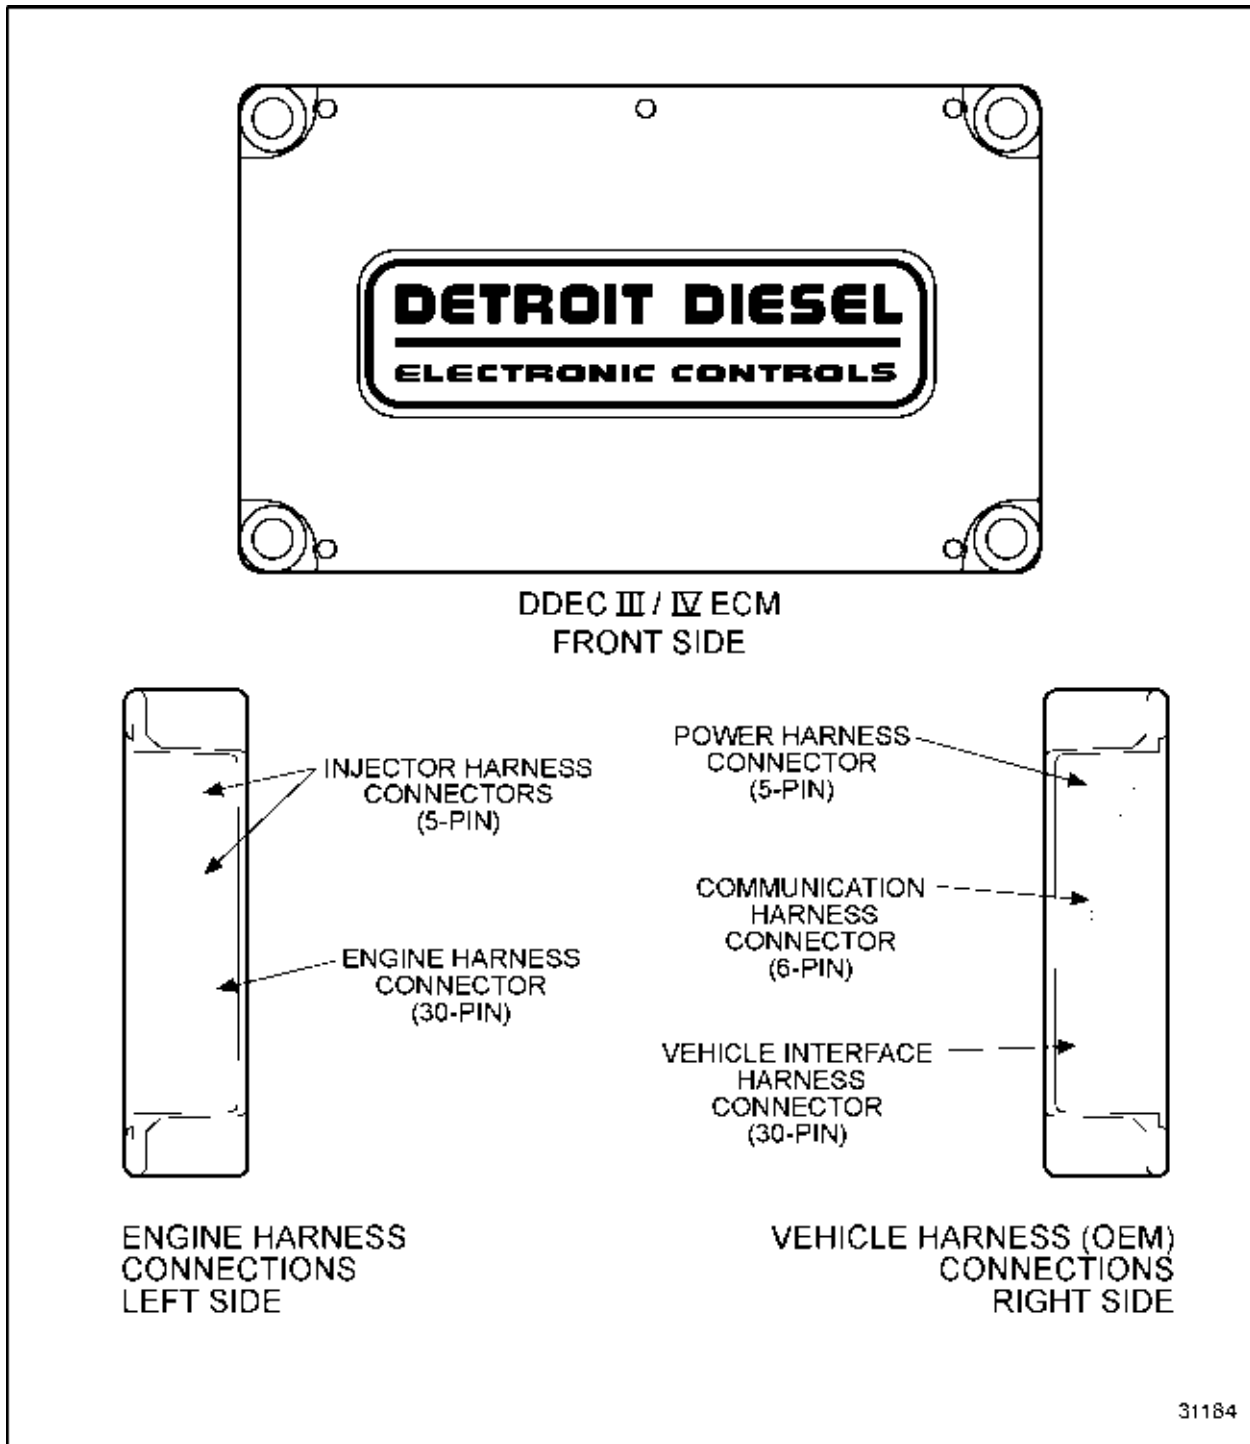 DETROIT DIESEL
ELECTRONIC CONTROLS
DDEC III / IV ECM
FRONT SIDE
INJECTOR HARNESS
CONNECTORS
(5-PIN)
ENGINE HARNESS
CONNECTOR
(30-PIN)
POWER HARNESS
CONNECTOR
(5-PIN)
COMMUNICATION
HARNESS
CONNECTOR
(6-PIN)
VEHICLE INTERFACE
HARNESS
CONNECTOR
(30-PIN)
ENGINE HARNESS
CONNECTIONS
LEFT SIDE
VEHICLE HARNESS (OEM)
CONNECTIONS
RIGHT SIDE
31184